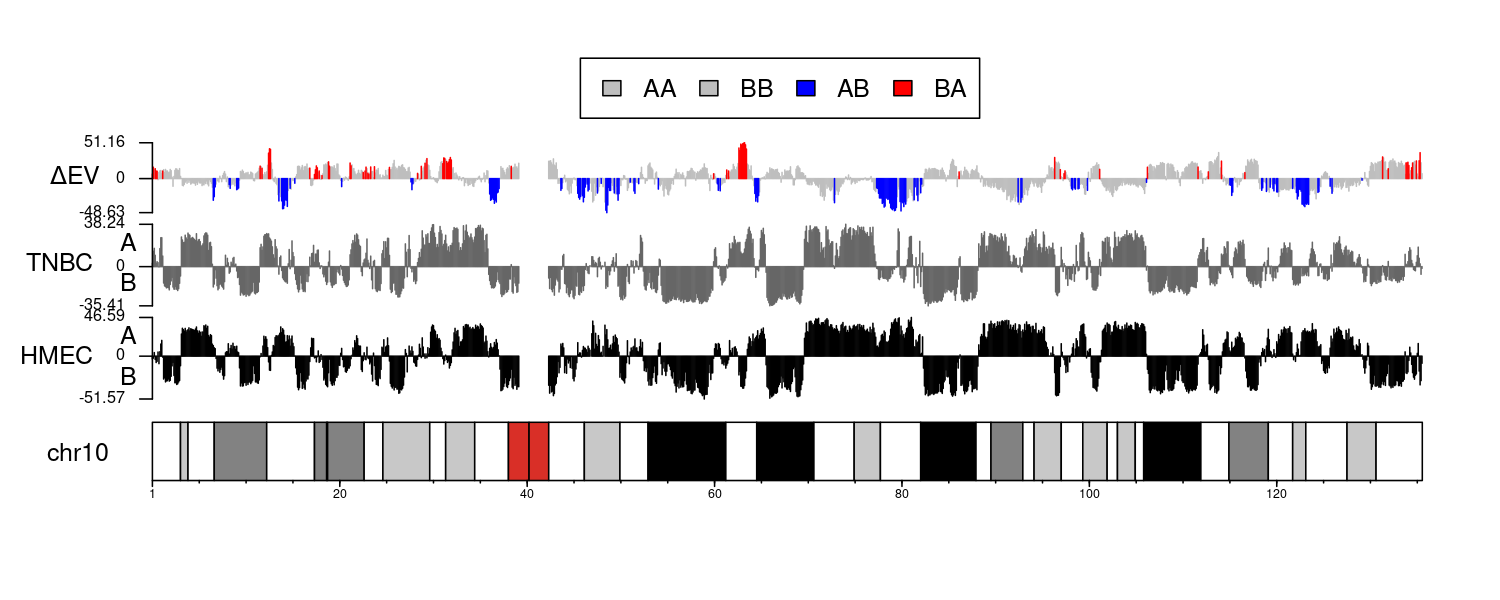 AA BB AB BA
51.16
ΔEV 0
-48.63
38.24
A
TNBC 0
B
-35.41
46.59
A
HMEC 0
B
-51.57
chr10
1 20 40 60 80 100 120